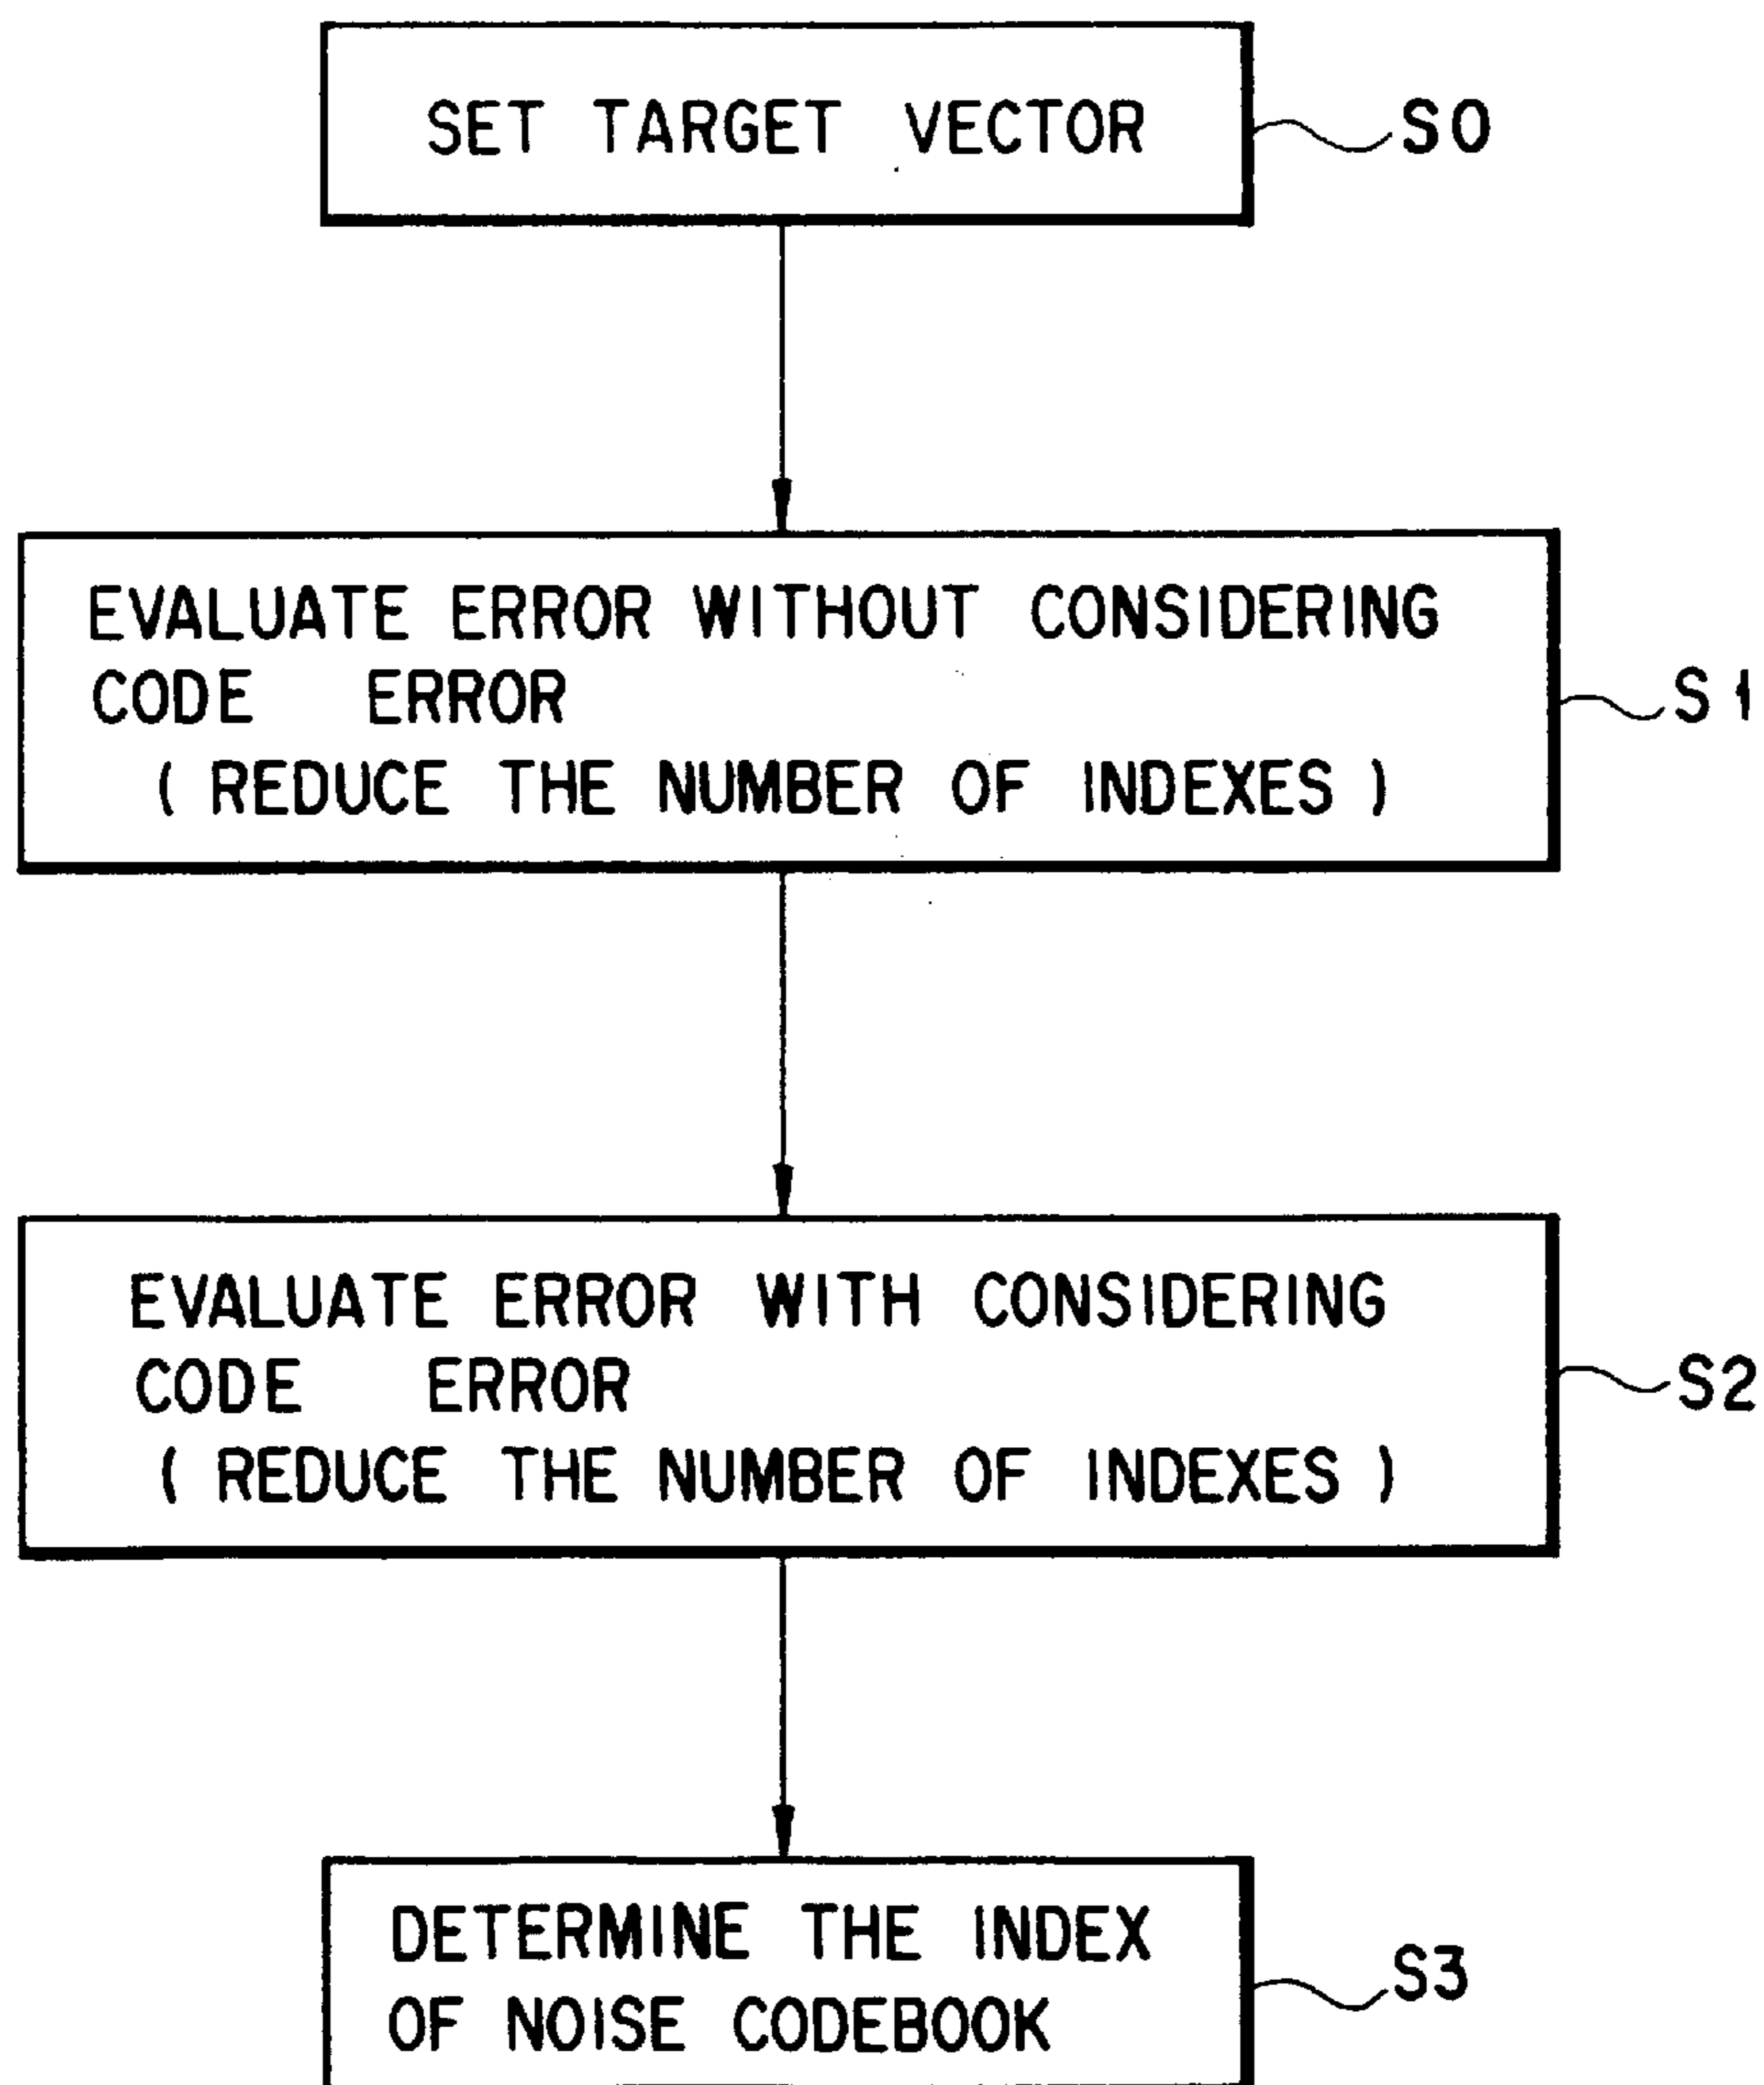 SET TARGET VECTOR
S0
EVALUATE ERROR WITHOUT CONSIDERING
CODE ERROR
( REDUCE THE NUMBER OF INDEXES )
S1
EVALUATE ERROR WITH CONSIDERING
CODE ERROR
( REDUCE THE NUMBER OF INDEXES )
S2
DETERMINE THE INDEX
OF NOISE CODEBOOK
S3